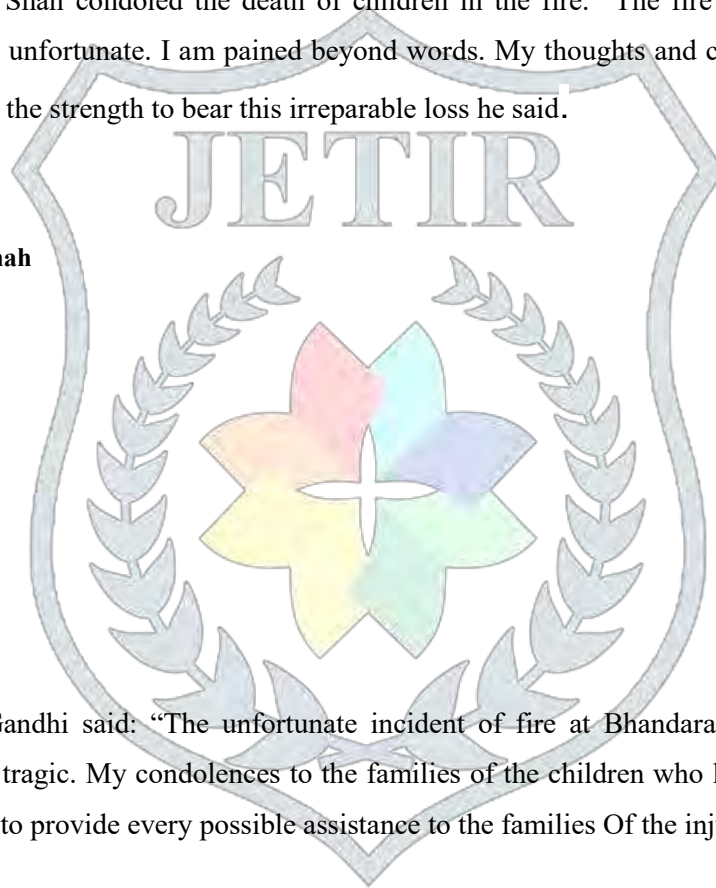 Shah condoled the death of children in the fire. "The fire
unfortunate. I am pained beyond words. My thoughts and c
the strength to bear this irreparable loss he said.
JETIR
ah
Gandhi said: “The unfortunate incident of fire at Bhandara
tragic. My condolences to the families of the children who
to provide every possible assistance to the families Of the inj